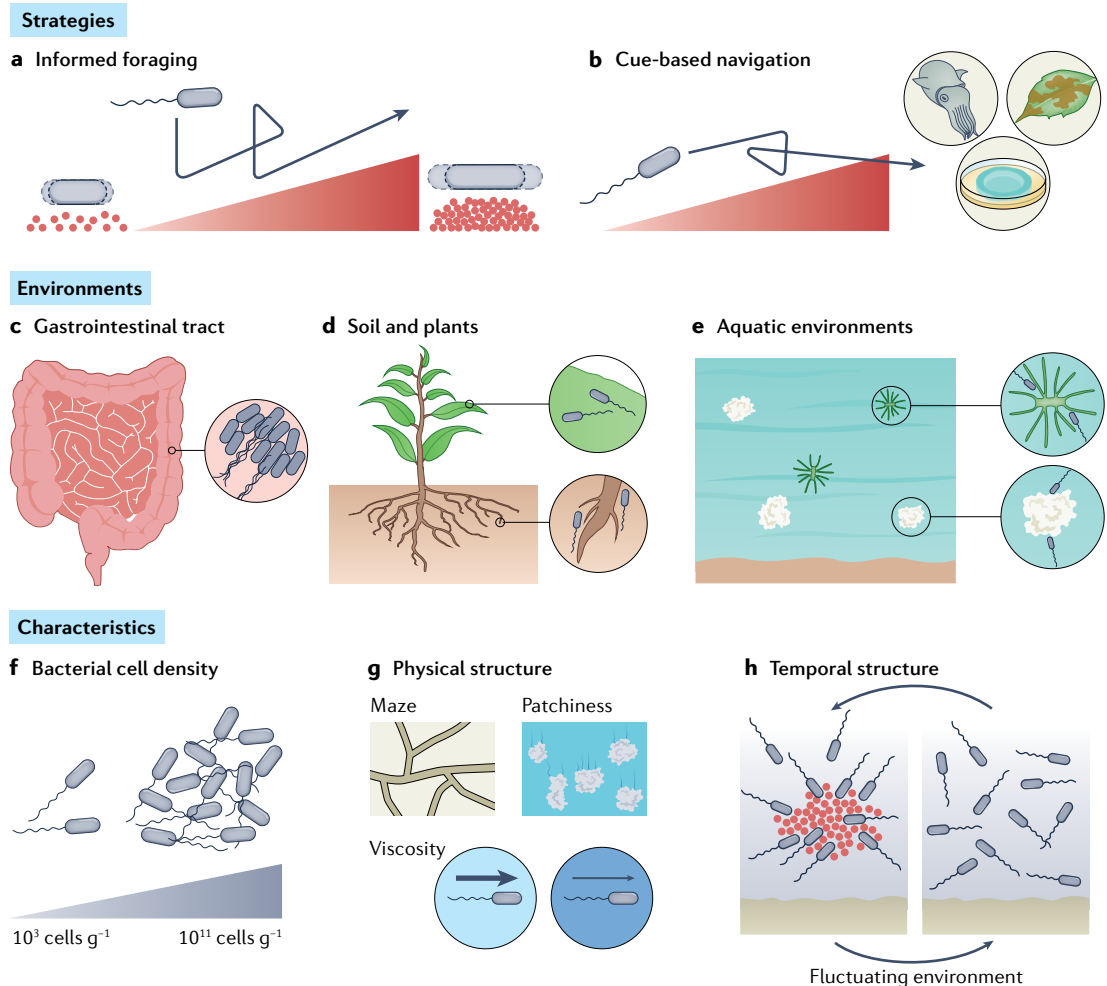 Strategies
a Informed foraging
b Cue-based navigation
Environments
c Gastrointestinal tract
d Soil and plants
e Aquatic environments
Characteristics
f Bacterial cell density
g Physical structure
h Temporal structure
Maze
Patchiness
Viscosity
10³ cells g⁻¹
10¹¹ cells g⁻¹
Fluctuating environment